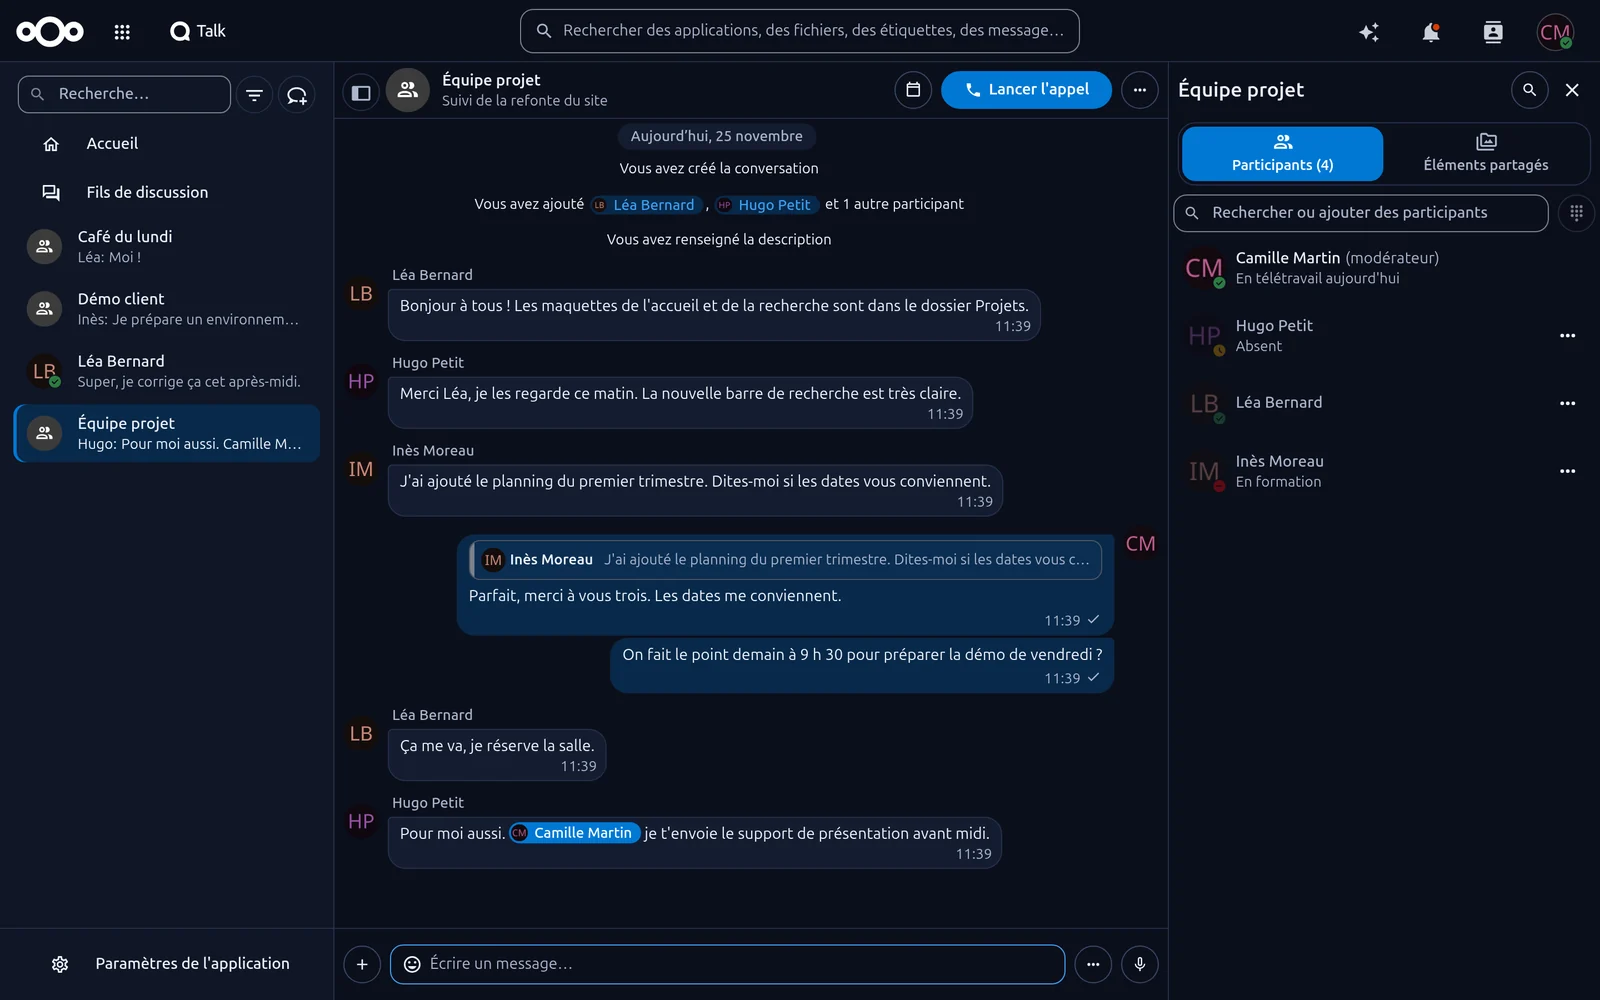 Talk
Rechercher des applications, des fichiers, des étiquettes, des message…
CM
Recherche…
Accueil
Fils de discussion
Café du lundi
Léa: Moi !
Démo client
Inès: Je prépare un environnem…
LB
Léa Bernard
Super, je corrige ça cet après-midi.
Équipe projet
Hugo: Pour moi aussi. Camille M…
Paramètres de l'application
Équipe projet
Suivi de la refonte du site
Lancer l'appel
Aujourd'hui, 25 novembre
Vous avez créé la conversation
Vous avez ajouté LB Léa Bernard , HP Hugo Petit et 1 autre participant
Vous avez renseigné la description
Léa Bernard
LB
Bonjour à tous ! Les maquettes de l'accueil et de la recherche sont dans le dossier Projets.
11:39
Hugo Petit
HP
Merci Léa, je les regarde ce matin. La nouvelle barre de recherche est très claire.
11:39
Inès Moreau
IM
J'ai ajouté le planning du premier trimestre. Dites-moi si les dates vous conviennent.
11:39
CM
IM Inès Moreau J'ai ajouté le planning du premier trimestre. Dites-moi si les dates vous c…
Parfait, merci à vous trois. Les dates me conviennent.
11:39
On fait le point demain à 9 h 30 pour préparer la démo de vendredi ?
11:39
Léa Bernard
LB
Ça me va, je réserve la salle.
11:39
Hugo Petit
HP
Pour moi aussi. CM Camille Martin je t'envoie le support de présentation avant midi.
11:39
Écrire un message…
Équipe projet
Participants (4)
Éléments partagés
Rechercher ou ajouter des participants
CM
Camille Martin (modérateur)
En télétravail aujourd'hui
HP
Hugo Petit
Absent
LB
Léa Bernard
IM
Inès Moreau
En formation